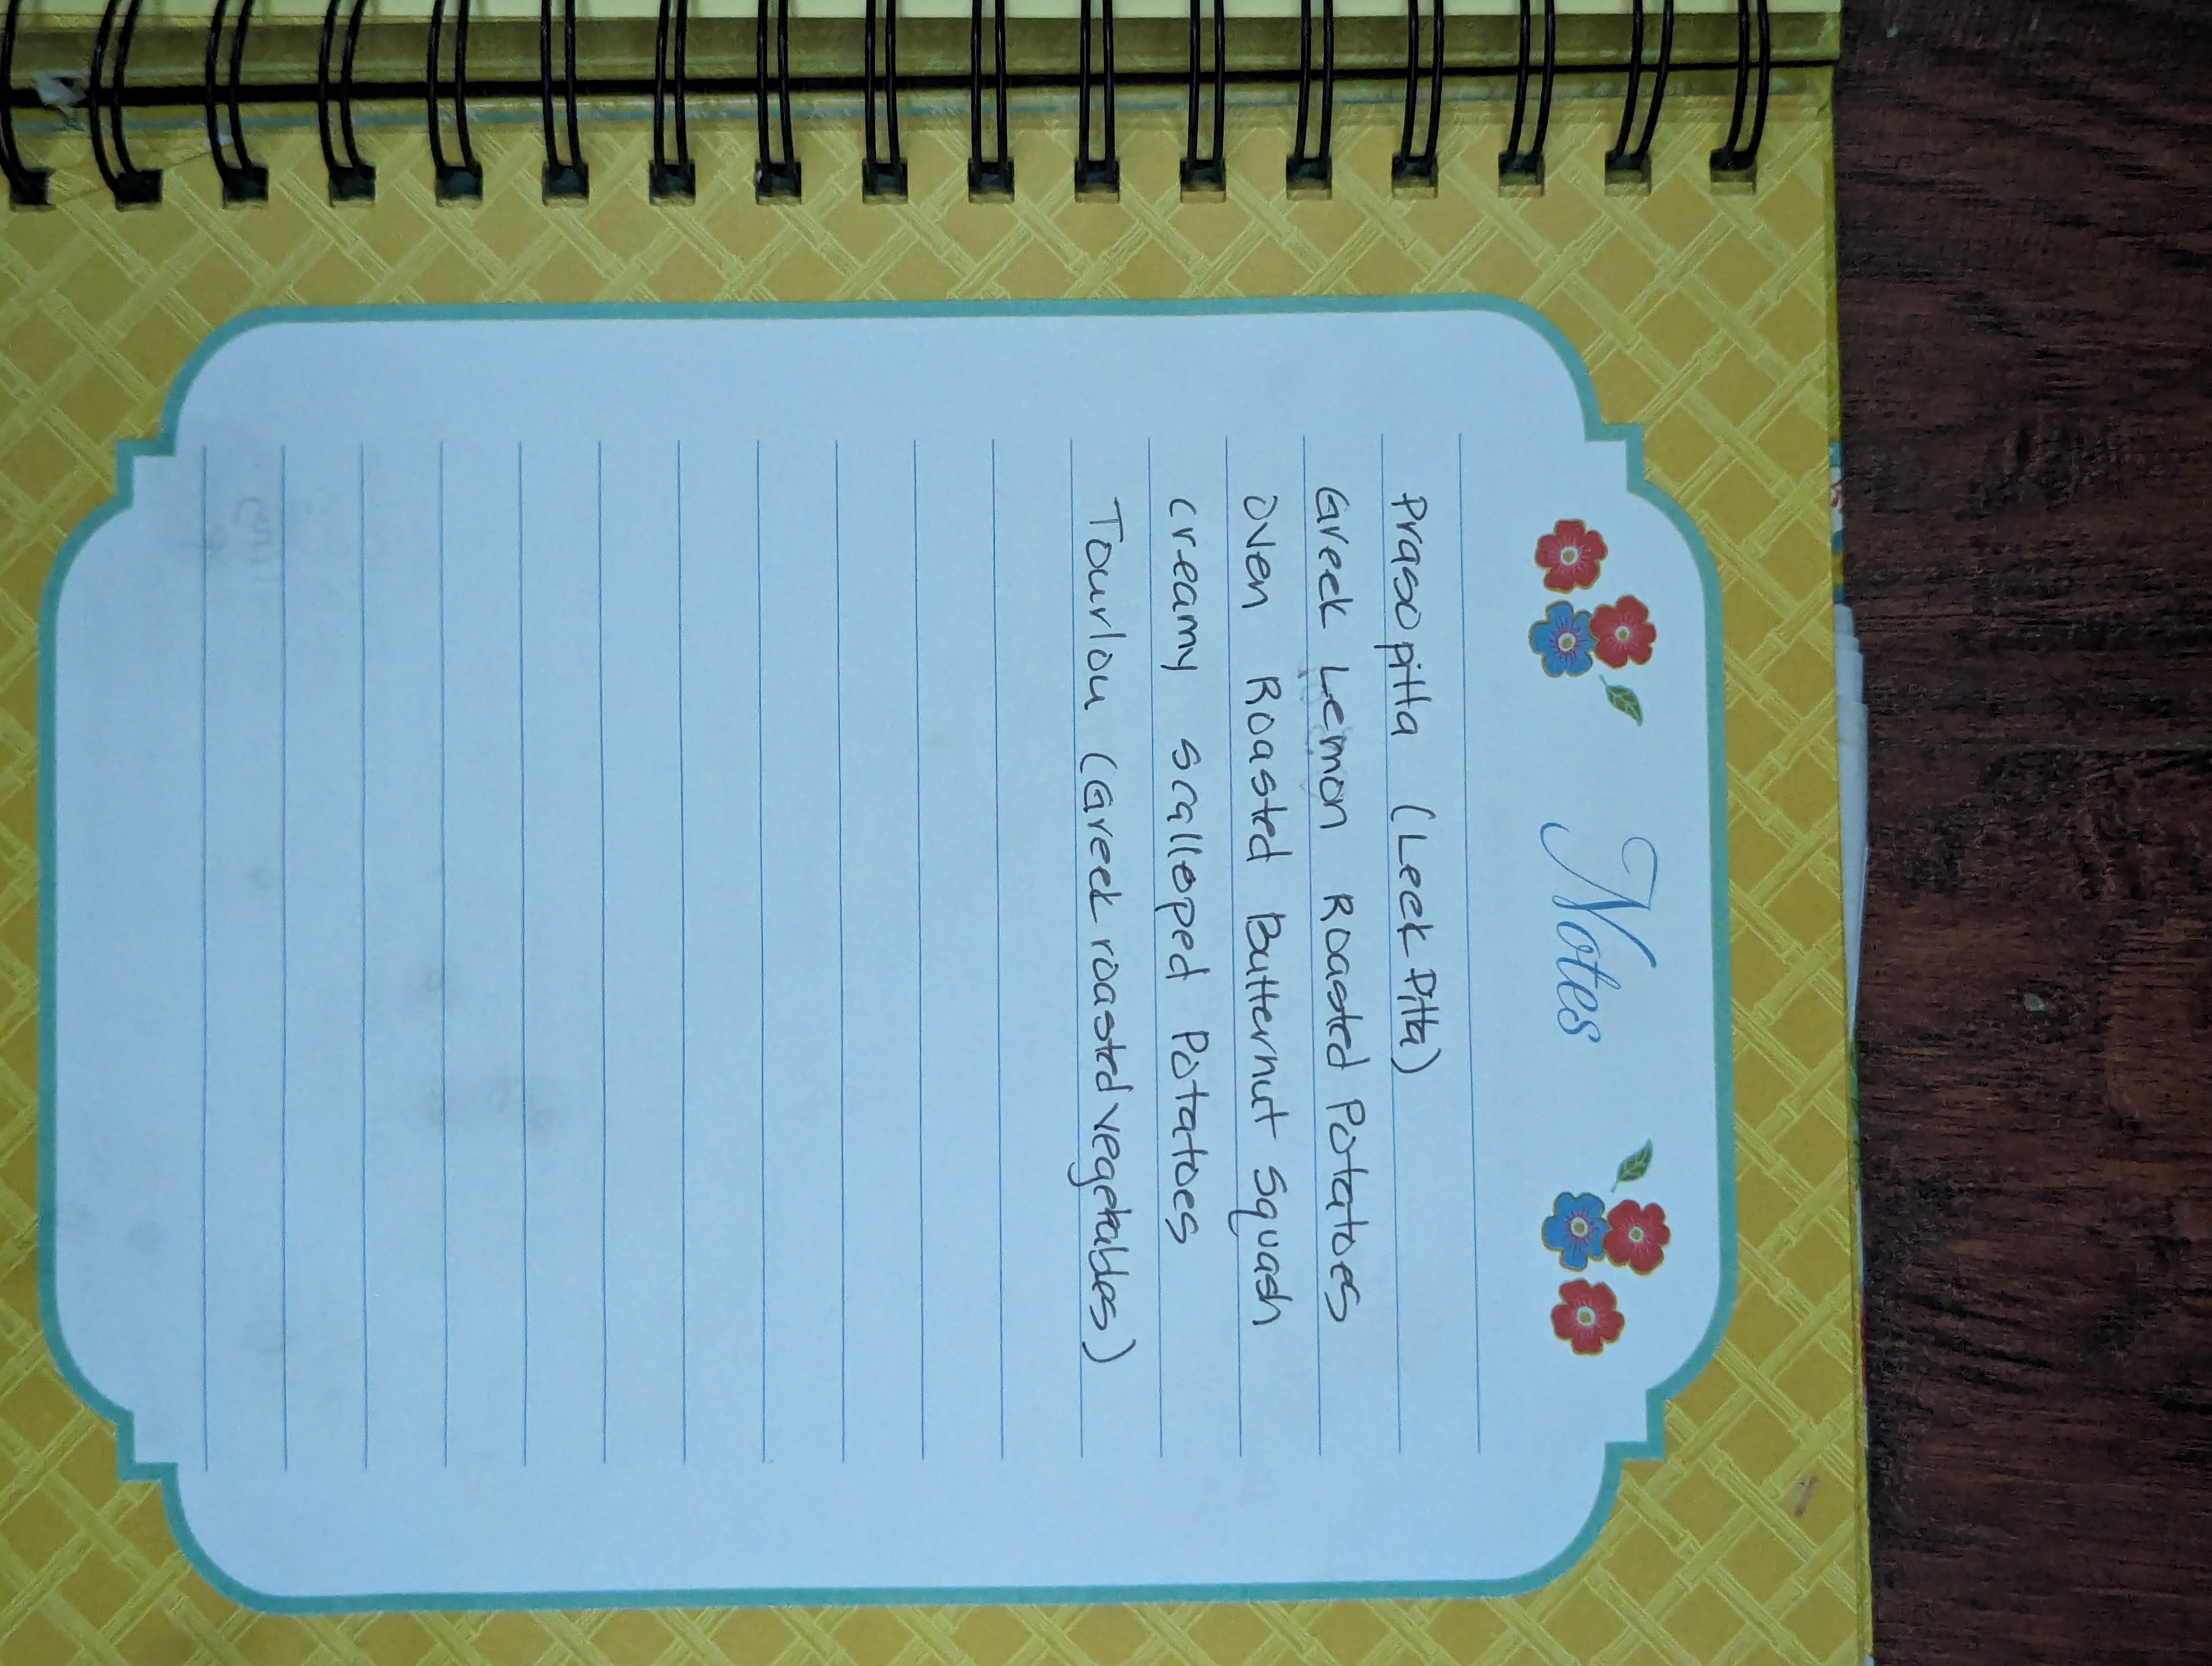 Notes
Prasopitta (Leek Pitta)
Greek Lemon Roasted Potatoes
Oven Roasted Butternut Squash
Creamy scalloped Potatoes
Tourlou (Greek roasted vegetables)